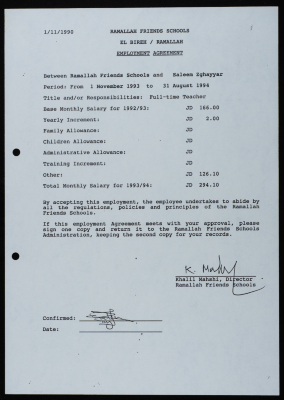 1/11/1990
RAMALLAH FRIENDS SCHOOLS
EL BIREH / RAMALLAH
EMPLOYMENT AGREEMENT
Between Ramallah Friends Schools and Saleem Zghayyar
Period: From 1 November 1993 to 31 August 1994
Title and/or Responsibilities: Full-time Teacher
Base Monthly Salary for 1992/93: JD 166.00
Yearly Increment: JD 2.00
Family Allowance: JD
Children Allowance: JD
Administrative Allowance: JD
Training Increment: JD
Other: JD 126.10
Total Monthly Salary for 1993/94: JD 294.10
By accepting this employment, the employee undertakes to abide by
all the regulations, policies and principles of the Ramallah
Friends Schools.
If this employment Agreement meets with your approval, please
sign one copy and return it to the Ramallah Friends Schools
Administration, keeping the second copy for your records.
Khalil Mahshi, Director
Ramallah Friends Schools
Confirmed:
Date: